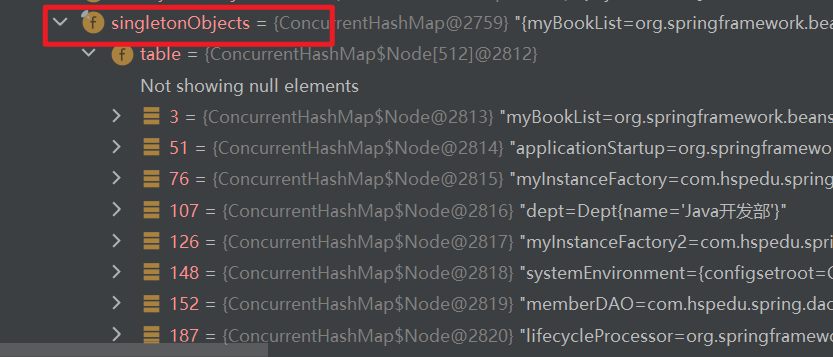 f singletonObjects = {ConcurrentHashMap@2759} "{myBookList=org.springframework.bea
f table = {ConcurrentHashMap$Node[512]@2812}
Not showing null elements
3 = {ConcurrentHashMap$Node@2813} "myBookList=org.springframework.beans
51 = {ConcurrentHashMap$Node@2814} "applicationStartup=org.springframewo
76 = {ConcurrentHashMap$Node@2815} "myInstanceFactory=com.hspedu.spring
107 = {ConcurrentHashMap$Node@2816} "dept=Dept{name='Java开发部'}"
126 = {ConcurrentHashMap$Node@2817} "myInstanceFactory2=com.hspedu.spri
148 = {ConcurrentHashMap$Node@2818} "systemEnvironment={configsetroot=C
152 = {ConcurrentHashMap$Node@2819} "memberDAO=com.hspedu.spring.dao
187 = {ConcurrentHashMap$Node@2820} "lifecycleProcessor=org.springframew